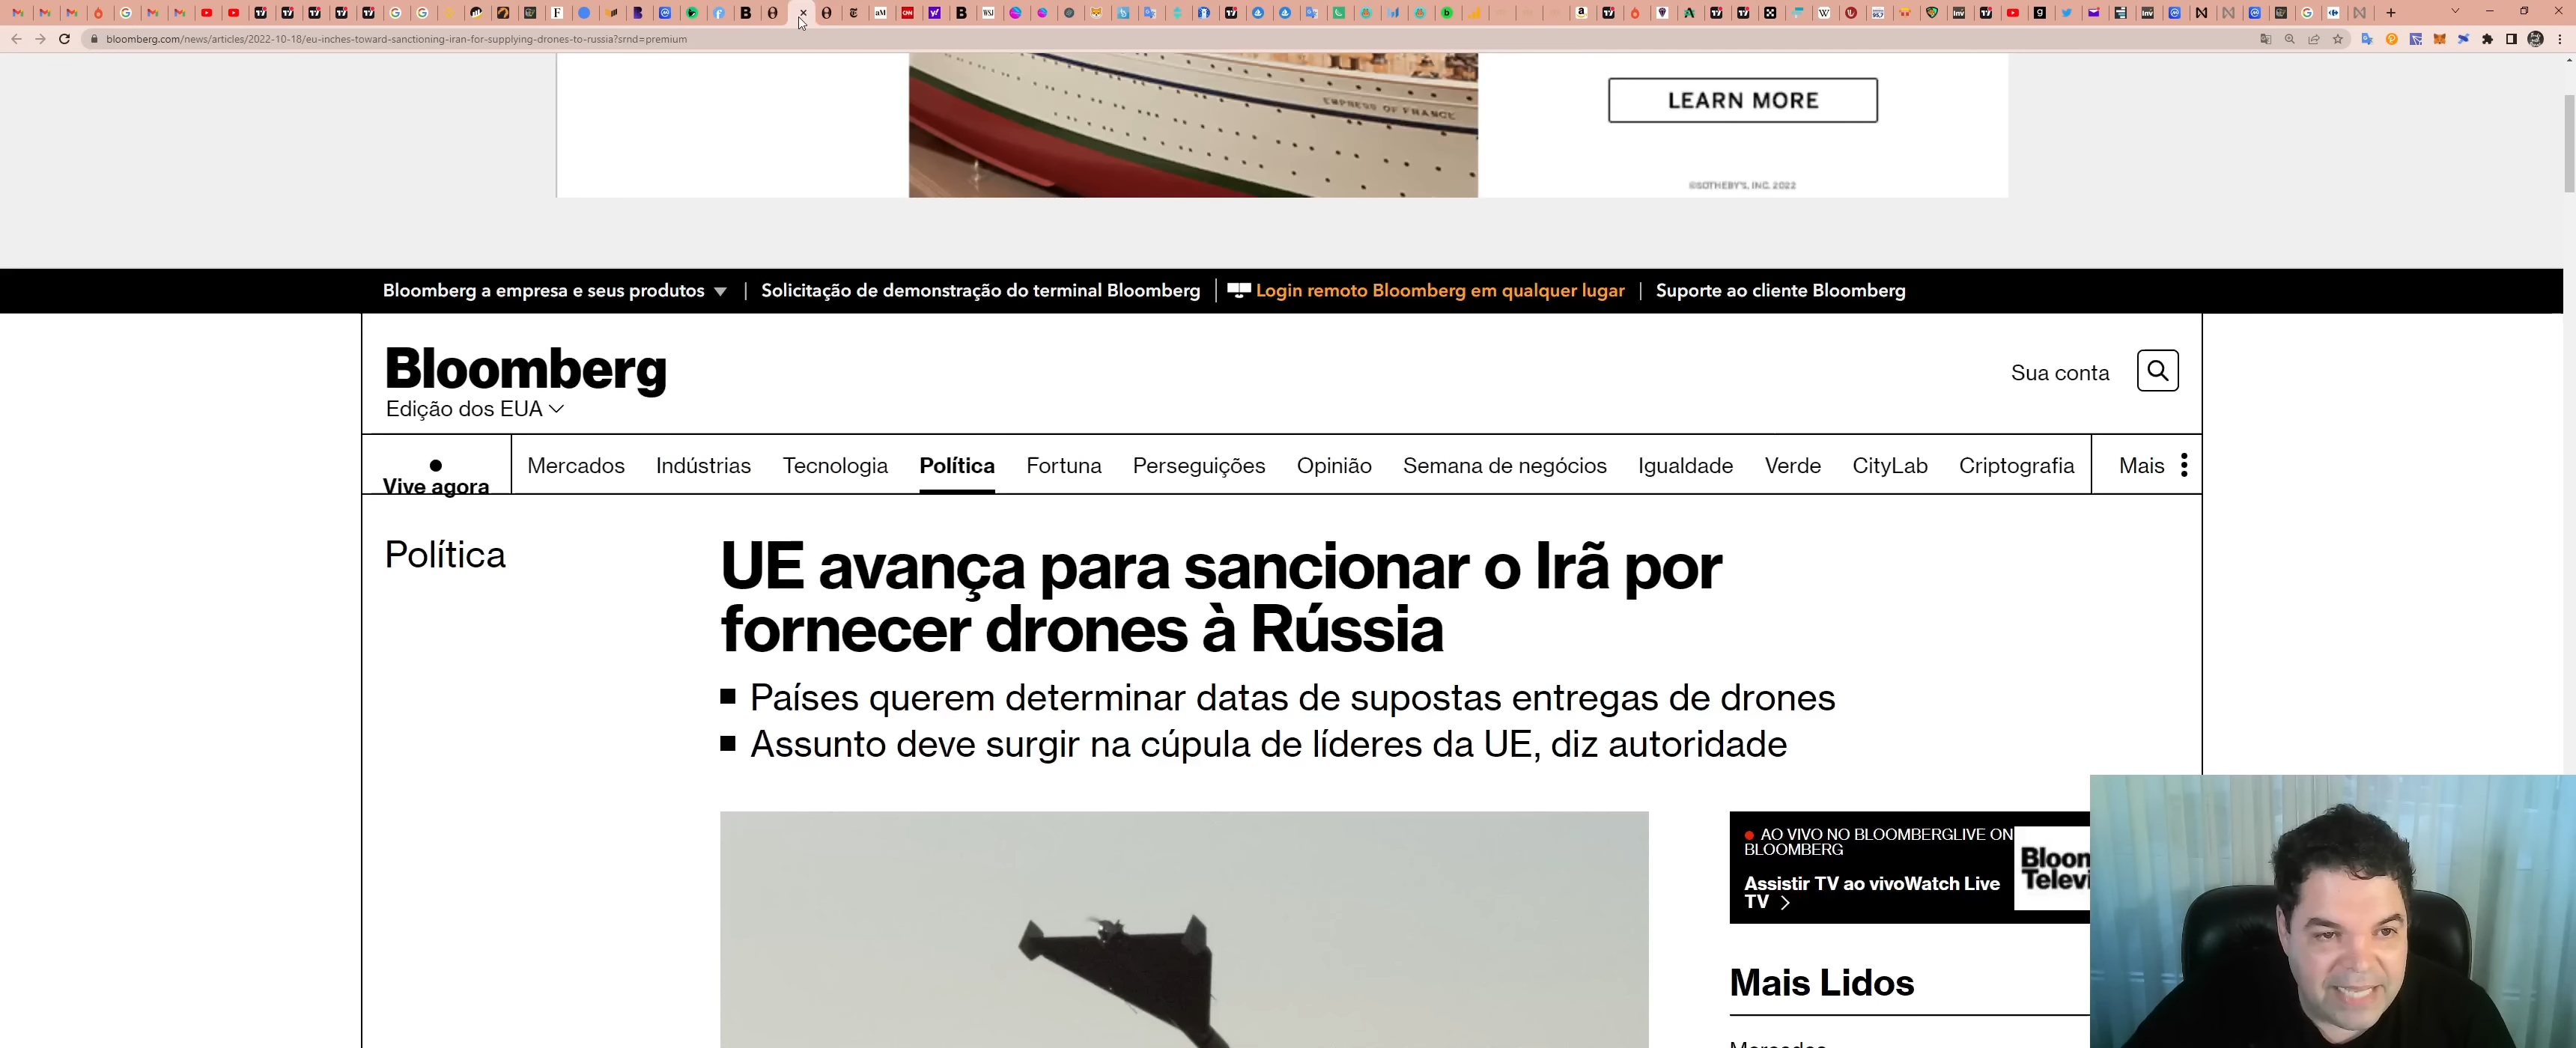 bloomberg.com/news/articles/2022-10-18/eu-inches-toward-sanctioning-iran-for-supplying-drones-to-russia?srnd=premium
EMPRESS OF FRANCE
LEARN MORE
©SOTHEBY'S, INC. 2022
Bloomberg a empresa e seus produtos | Solicitação de demonstração do terminal Bloomberg | Login remoto Bloomberg em qualquer lugar | Suporte ao cliente Bloomberg
Bloomberg
Sua conta
Edição dos EUA
Vive agora
Mercados Indústrias Tecnologia Política Fortuna Perseguições Opinião Semana de negócios Igualdade Verde CityLab Criptografia Mais
Política
UE avança para sancionar o Irã por
fornecer drones à Rússia
Países querem determinar datas de supostas entregas de drones
Assunto deve surgir na cúpula de líderes da UE, diz autoridade
AO VIVO NO BLOOMBERGLIVE ON
BLOOMBERG
Assistir TV ao vivoWatch Live
TV
Bloom
Televi
Mais Lidos